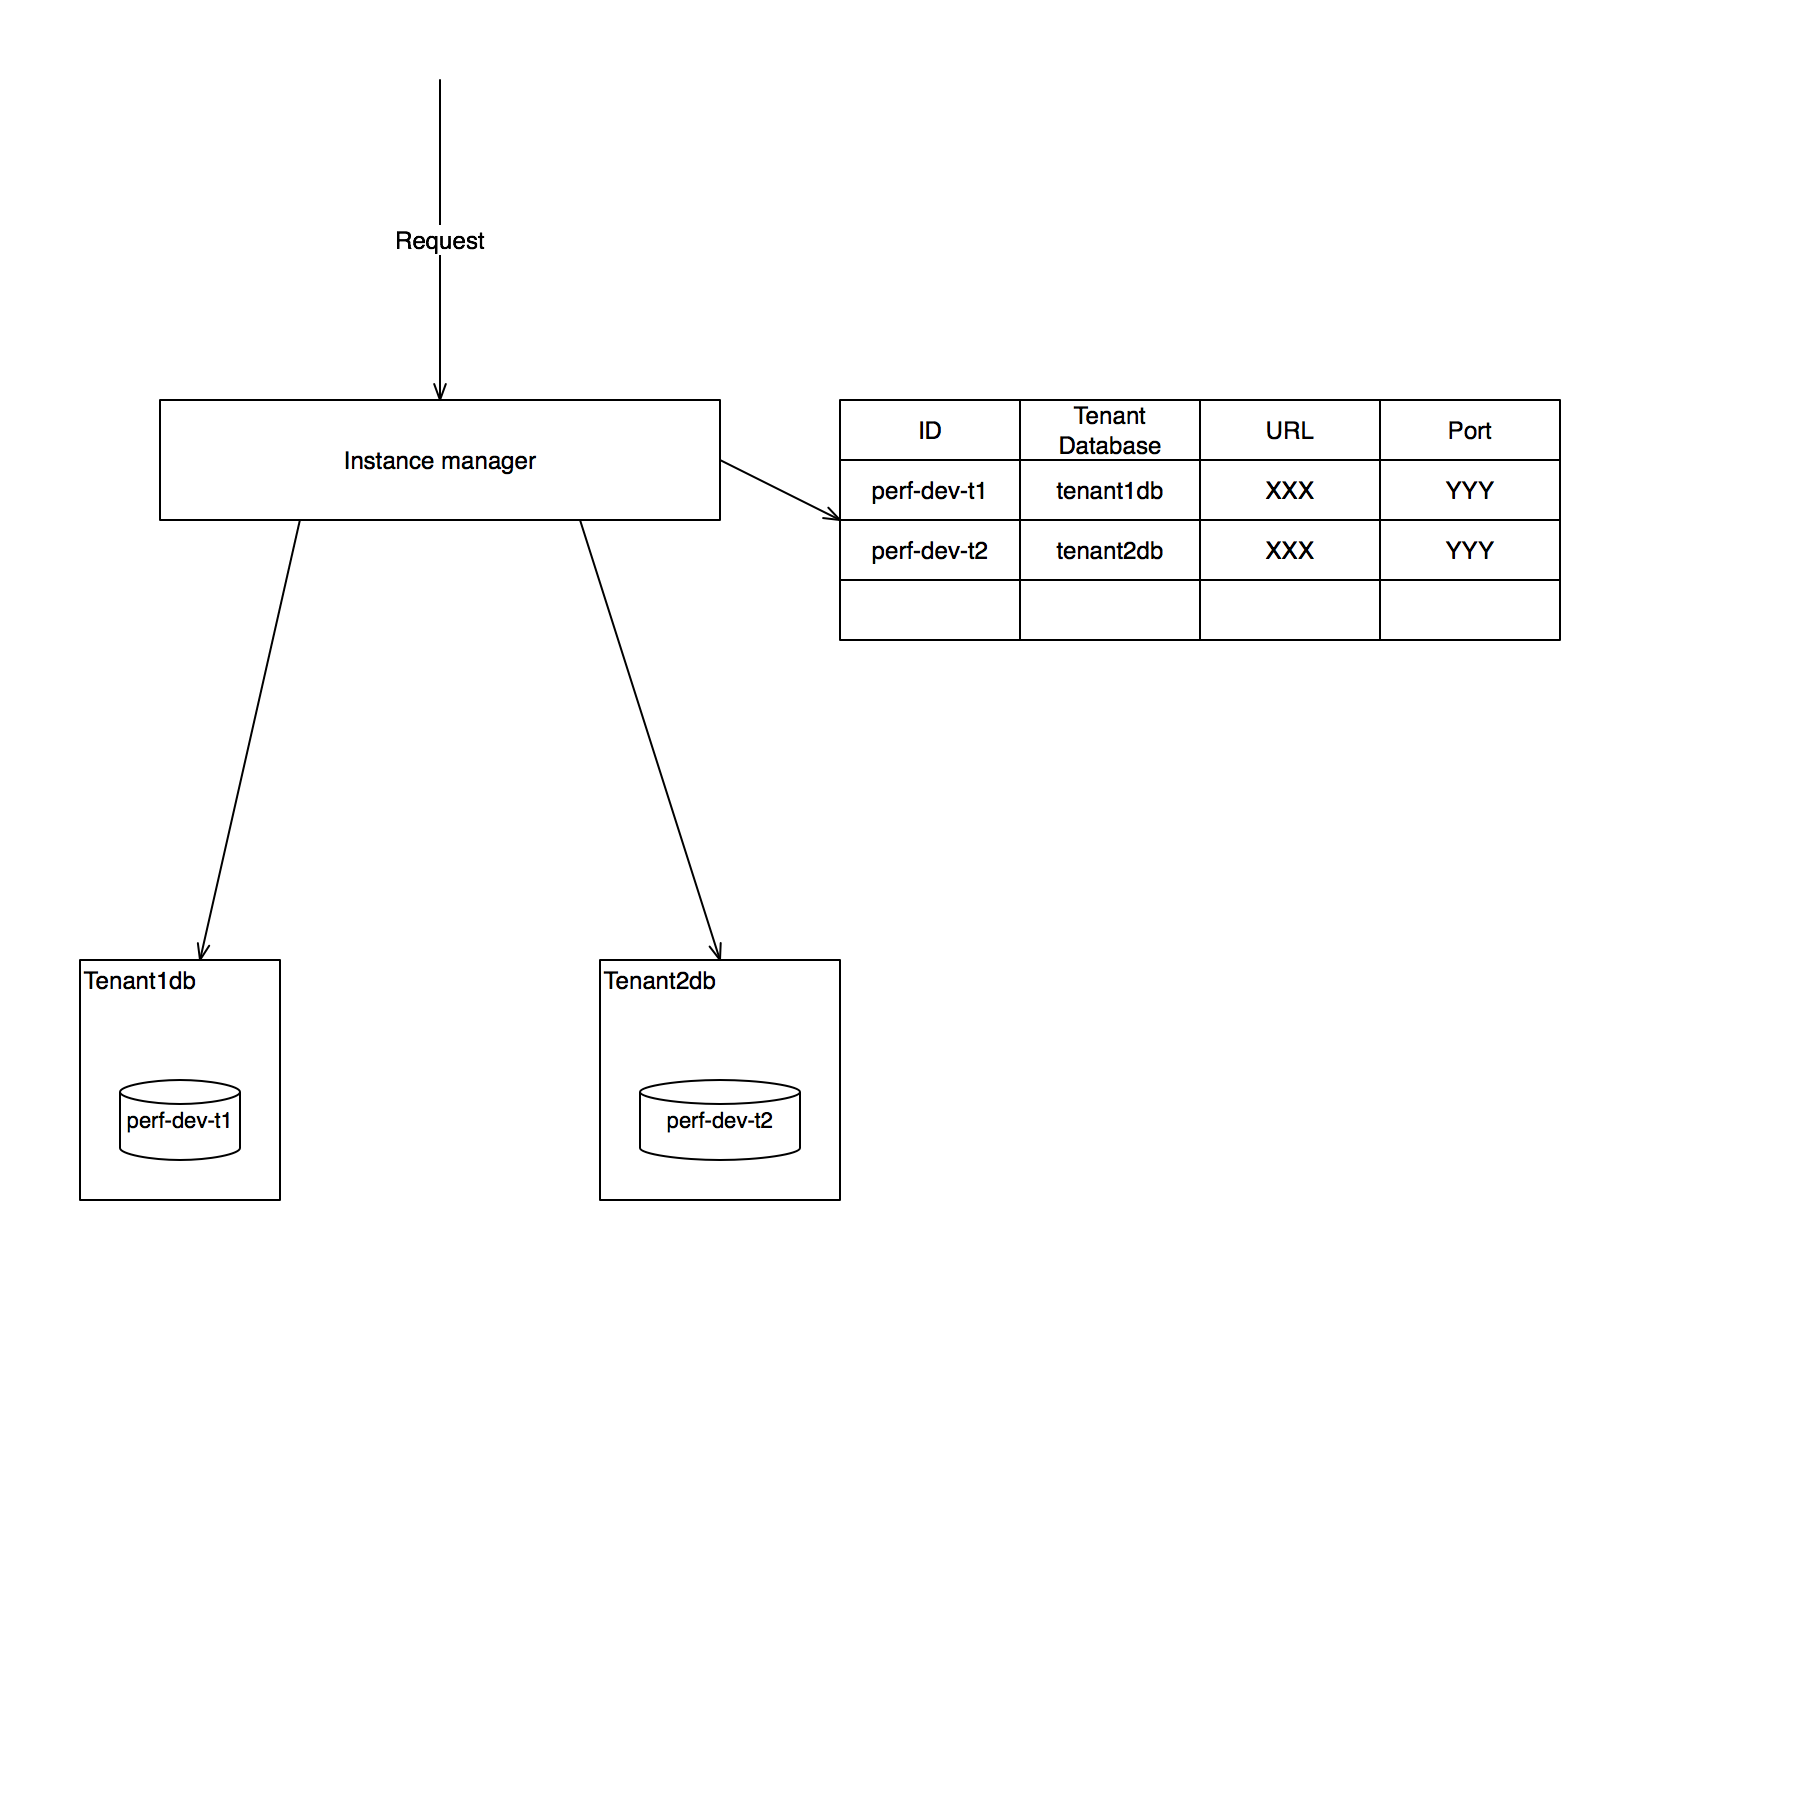 Request
Instance manager
ID
Tenant
Database
URL
Port
perf-dev-t1
tenant1db
XXX
YYY
perf-dev-t2
tenant2db
XXX
YYY
Tenant1db
perf-dev-t1
Tenant2db
perf-dev-t2